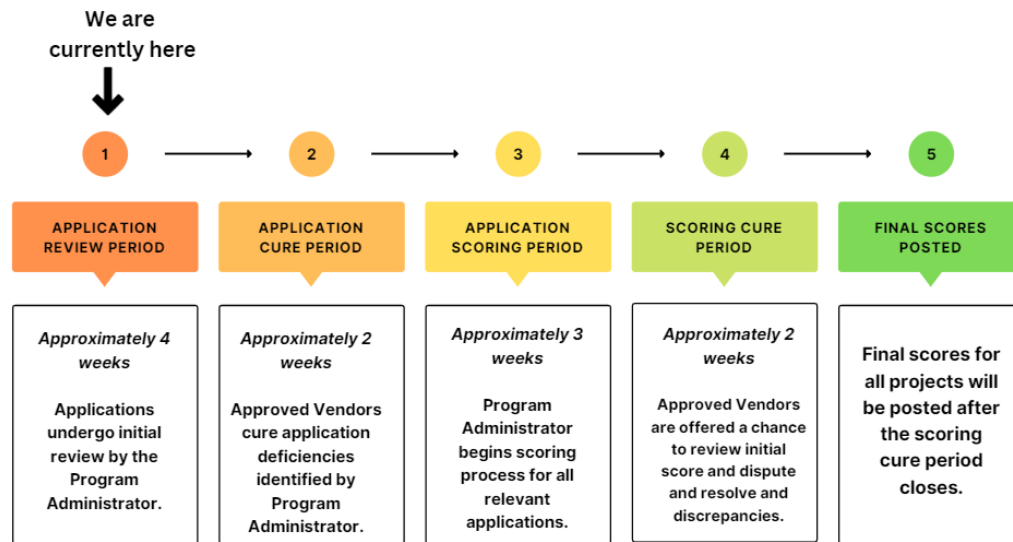 We are
currently here
1
2
3
4
5
APPLICATION
REVIEW PERIOD
APPLICATION
CURE PERIOD
APPLICATION
SCORING PERIOD
SCORING CURE
PERIOD
FINAL SCORES
POSTED
Approximately 4
weeks
Applications
undergo initial
review by the
Program
Administrator.
Approximately 2
weeks
Approved Vendors
cure application
deficiencies
identified by
Program
Administrator.
Approximately 3
weeks
Program
Administrator
begins scoring
process for all
relevant
applications.
Approximately 2
weeks
Approved Vendors
are offered a chance
to review initial
score and dispute
and resolve and
discrepancies.
Final scores for
all projects will
be posted after
the scoring
cure period
closes.